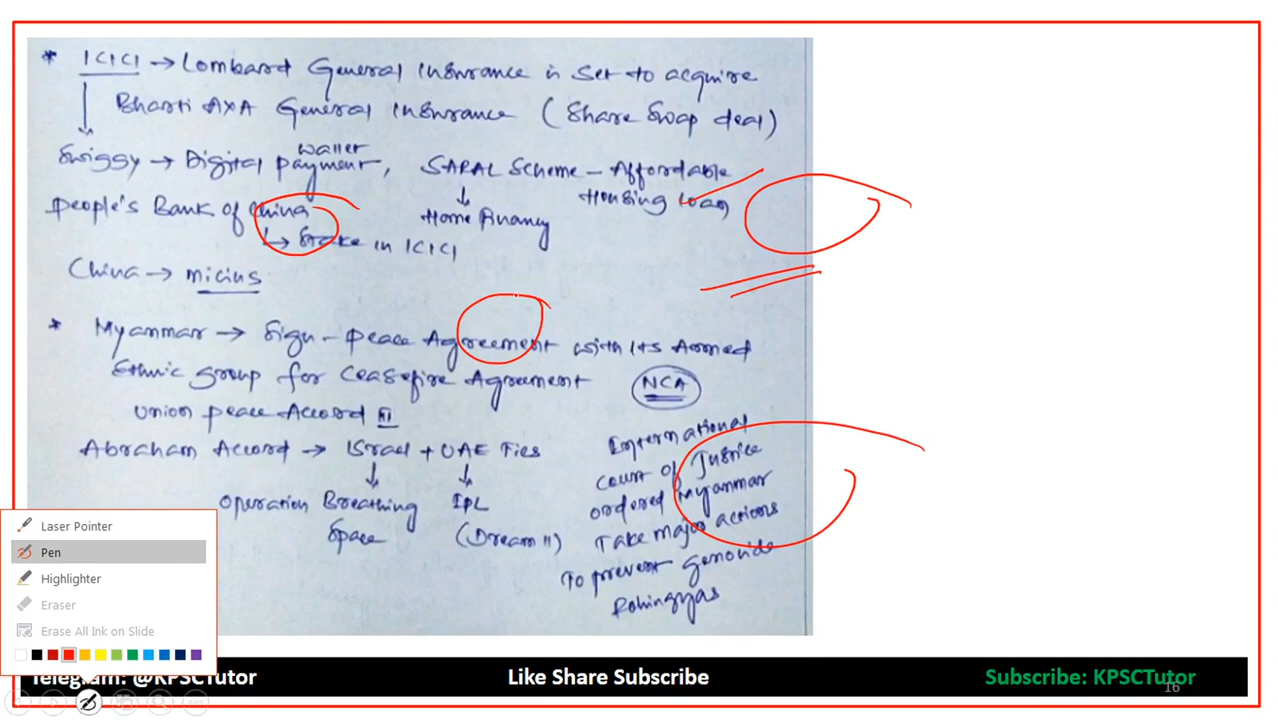 * ICICI → Lombard General Insurance is set to acquire
Bharti AXA General Insurance (Share Swap deal)
Swiggy → Digital payment wallet, SARAL Scheme - Affordable
Housing Loan
Home Finance
People's Bank of China
↳ Stake in ICICI
China → micius
* Myanmar → Sign - peace Agreement with its Armed
Ethnic group for Ceasefire Agreement
NCA
Union peace Accord III
Abraham Accord → Israel + UAE Ties
Operation Breathing
Space
IPL
(Dream 11)
International
Court of Justice
ordered Myanmar
Take major actions
To prevent genocide
Rohingyas
Laser Pointer
Pen
Highlighter
Eraser
Erase All Ink on Slide
Telegram: @KPSCTutor
Like Share Subscribe
Subscribe: KPSCTutor
16